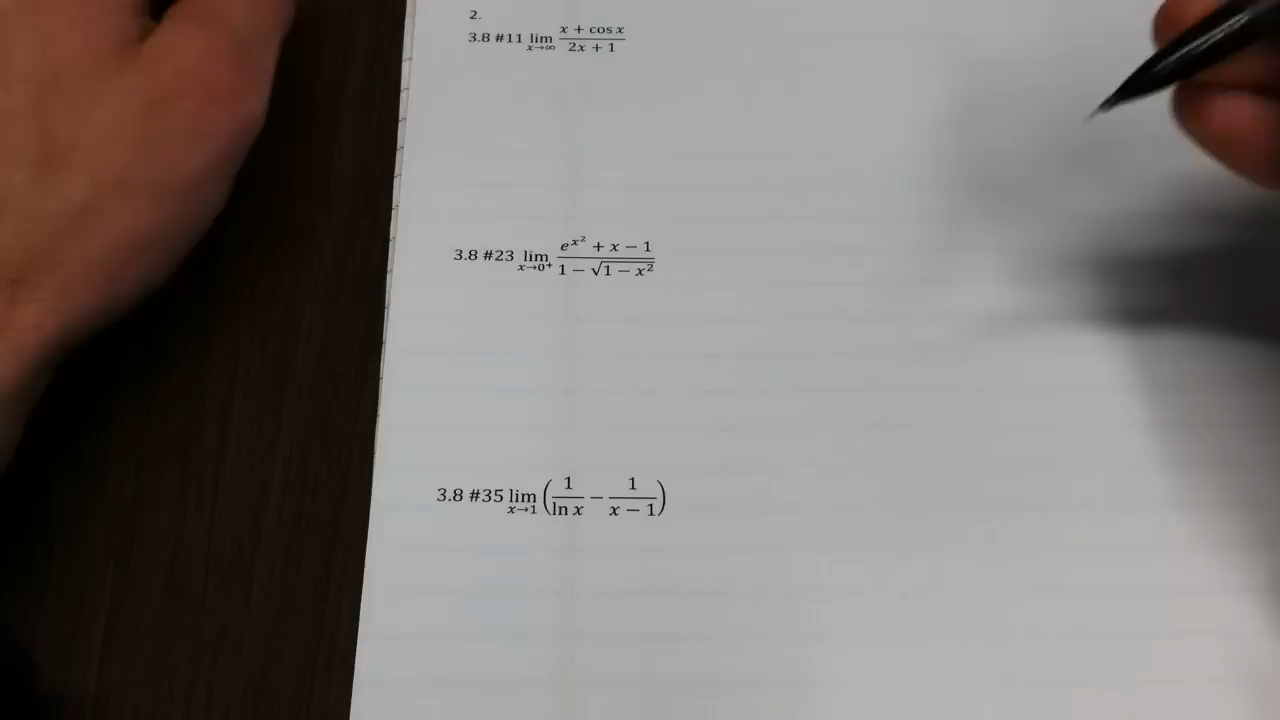 2.
3.8 #11 lim x→∞ (x + cos x)/(2x + 1)
3.8 #23 lim x→0⁺ (e^{x²} + x − 1)/(1 − √(1 − x²))
3.8 #35 lim x→1 (1/ln x − 1/(x − 1))